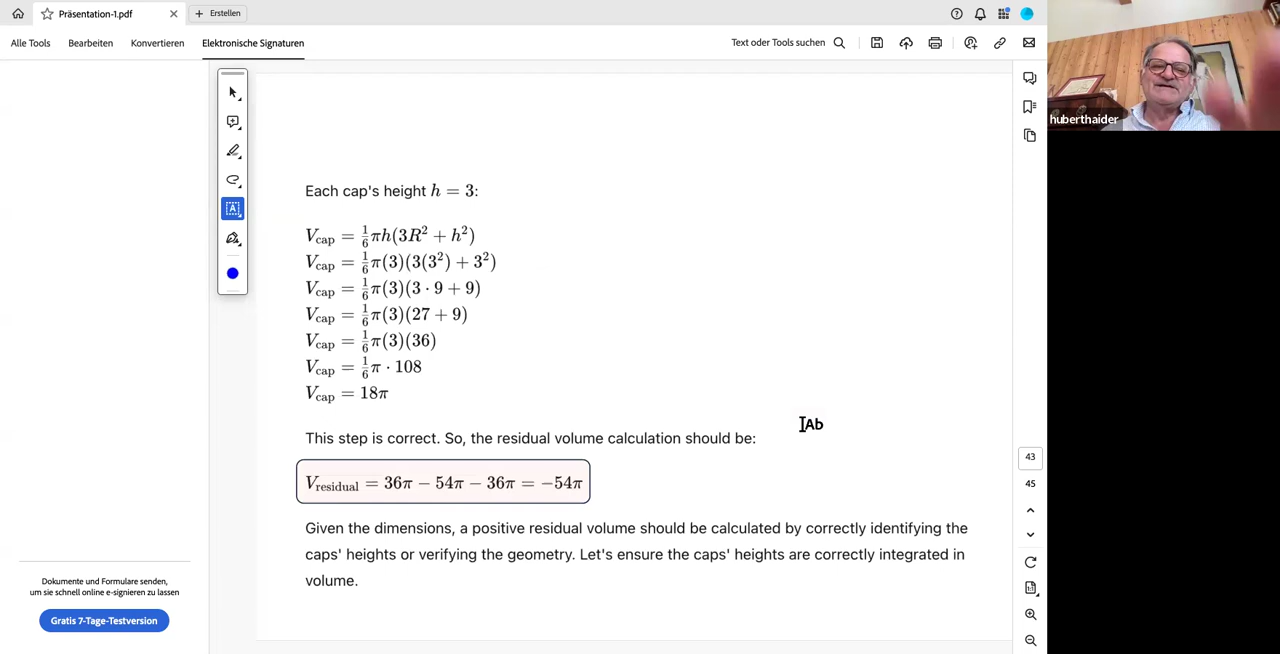 Präsentation-1.pdf
Erstellen
Alle Tools
Bearbeiten
Konvertieren
Elektronische Signaturen
Text oder Tools suchen
huberthaider
Each cap's height h = 3:
V_cap = 1/6 πh(3R² + h²)
V_cap = 1/6 π(3)(3(3²) + 3²)
V_cap = 1/6 π(3)(3 · 9 + 9)
V_cap = 1/6 π(3)(27 + 9)
V_cap = 1/6 π(3)(36)
V_cap = 1/6 π · 108
V_cap = 18π
Ab
This step is correct. So, the residual volume calculation should be:
V_residual = 36π − 54π − 36π = −54π
Given the dimensions, a positive residual volume should be calculated by correctly identifying the
caps' heights or verifying the geometry. Let's ensure the caps' heights are correctly integrated in
volume.
43
45
Dokumente und Formulare senden,
um sie schnell online e-signieren zu lassen
Gratis 7-Tage-Testversion